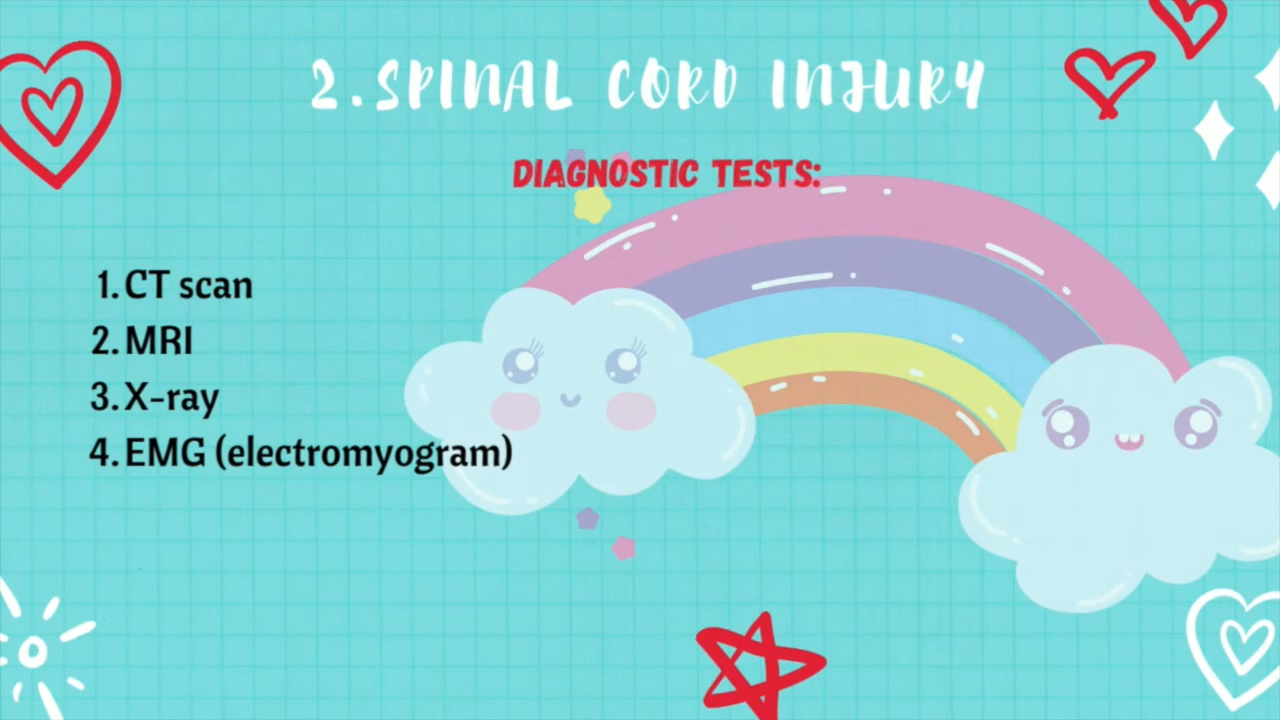 2. SPINAL CORD INJURY
DIAGNOSTIC TESTS:
1. CT scan
2. MRI
3. X-ray
4. EMG (electromyogram)